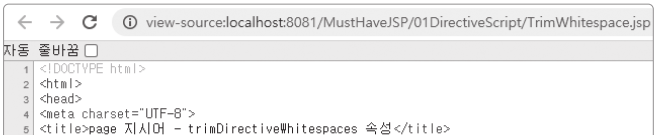 view-source:localhost:8081/MustHaveJSP/01DirectiveScript/TrimWhitespace.jsp
자동 줄바꿈
1 <!DOCTYPE html>
2 <html>
3 <head>
4 <meta charset="UTF-8">
5 <title>page 지시어 - trimDirectiveWhitespaces 속성</title>